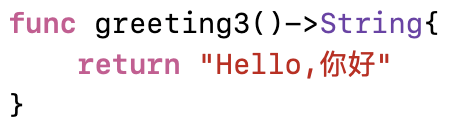 func greeting3()->String{
    return "Hello,你好"
}